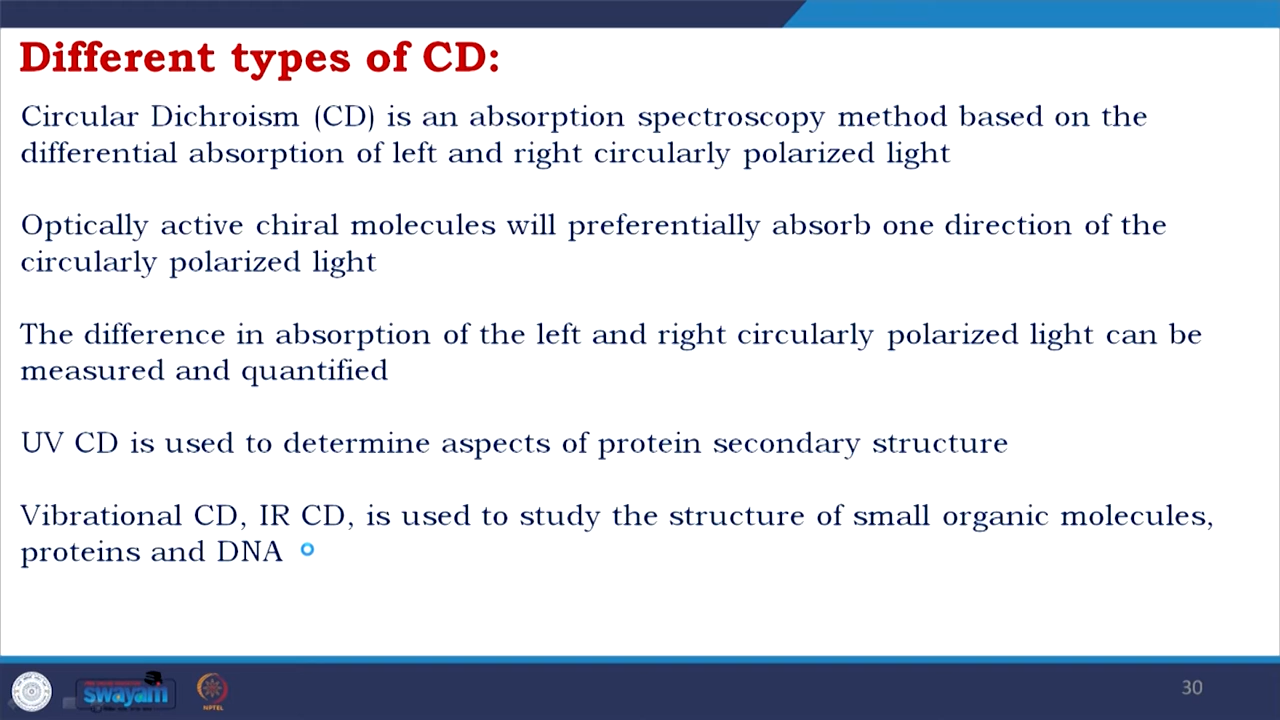 Different types of CD:
Circular Dichroism (CD) is an absorption spectroscopy method based on the
differential absorption of left and right circularly polarized light
Optically active chiral molecules will preferentially absorb one direction of the
circularly polarized light
The difference in absorption of the left and right circularly polarized light can be
measured and quantified
UV CD is used to determine aspects of protein secondary structure
Vibrational CD, IR CD, is used to study the structure of small organic molecules,
proteins and DNA
swayam
NPTEL
30